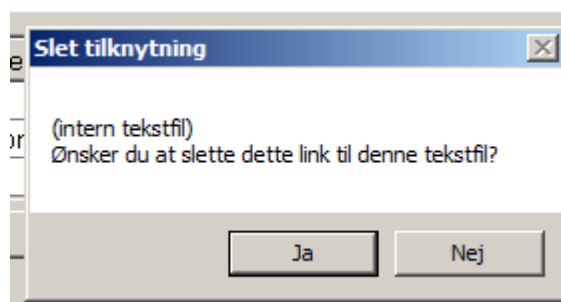 Slet tilknytning
(intern tekstfil)
Ønsker du at slette dette link til denne tekstfil?
Ja Nej